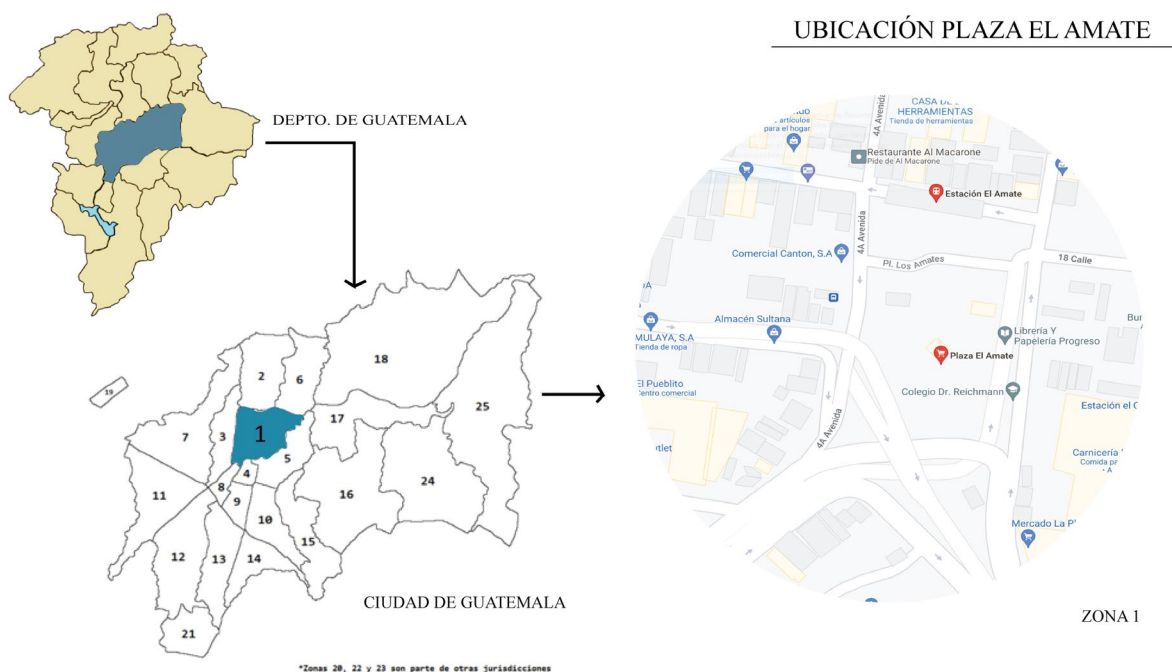 UBICACIÓN PLAZA EL AMATE
DEPTO. DE GUATEMALA
18
2
6
19
25
7
3
1
17
5
4
24
11
8
16
9
10
15
12
13
14
21
CIUDAD DE GUATEMALA
*Zonas 20, 22 y 23 son parte de otras jurisdicciones
CASA DE
HERRAMIENTAS
Tienda de herramientas
4A Avenida
artículos
para el hogar
Restaurante Al Macarone
Pide de Al Macarone
Estación El Amate
4A Avenida
Comercial Canton, S.A
Pl. Los Amates
18 Calle
Almacén Sultana
MULAYA, S.A
Tienda de ropa
Librería Y
Papelería Progreso
Plaza El Amate
El Pueblito
Centro comercial
Colegio Dr. Reichmann
Estación el
4A Avenida
Carnicería
Comida
Mercado La
ZONA 1